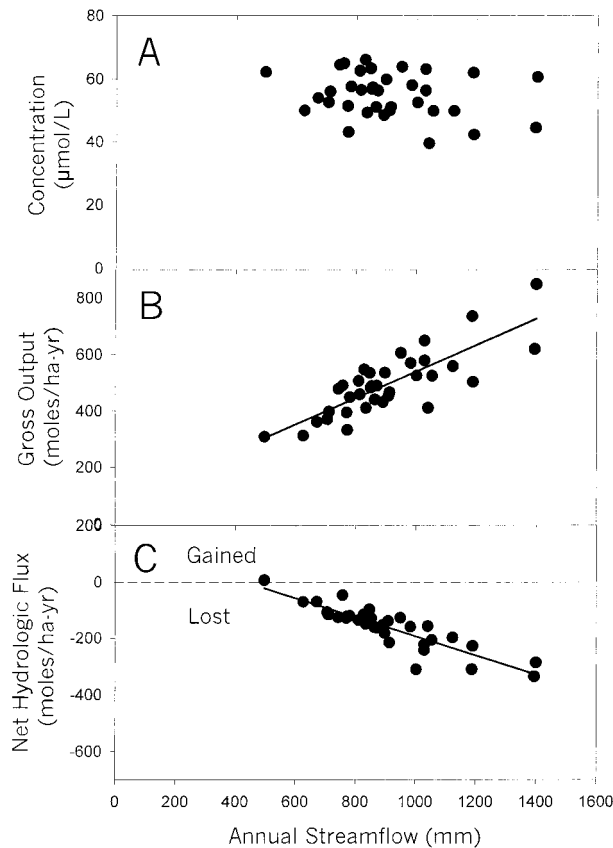 80
A
60
40
20
0
Concentration
(µmol/L)
B
800
600
400
200
0
Gross Output
(moles/ha-yr)
200
C
Gained
0
Lost
-200
-400
-600
Net Hydrologic Flux
(moles/ha-yr)
0 200 400 600 800 1000 1200 1400 1600
Annual Streamflow (mm)